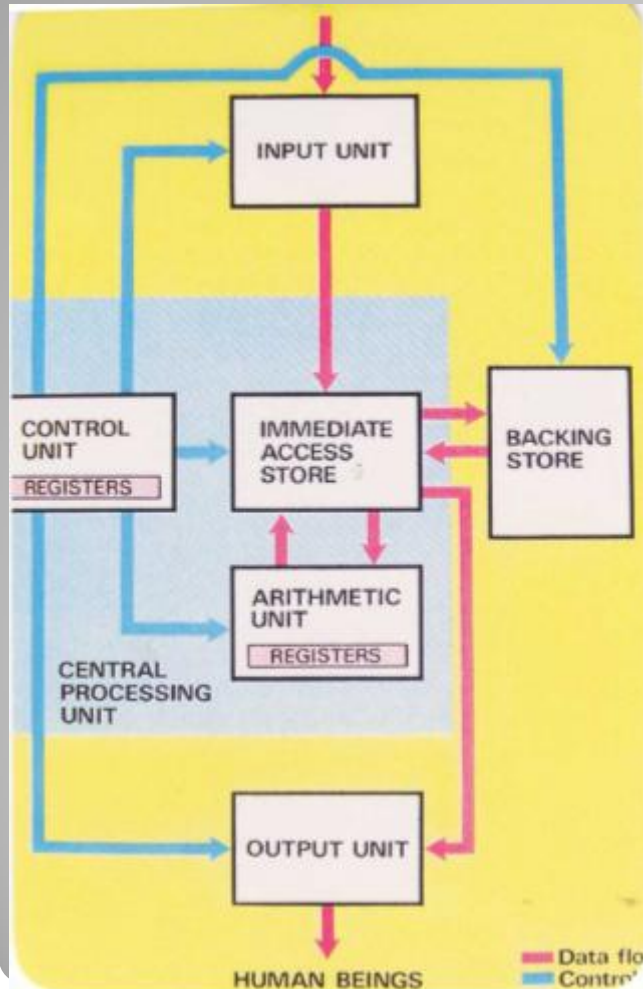 INPUT UNIT
CONTROL
UNIT
REGISTERS
IMMEDIATE
ACCESS
STORE
BACKING
STORE
ARITHMETIC
UNIT
REGISTERS
CENTRAL
PROCESSING
UNIT
OUTPUT UNIT
HUMAN BEINGS
Data flo
Contro